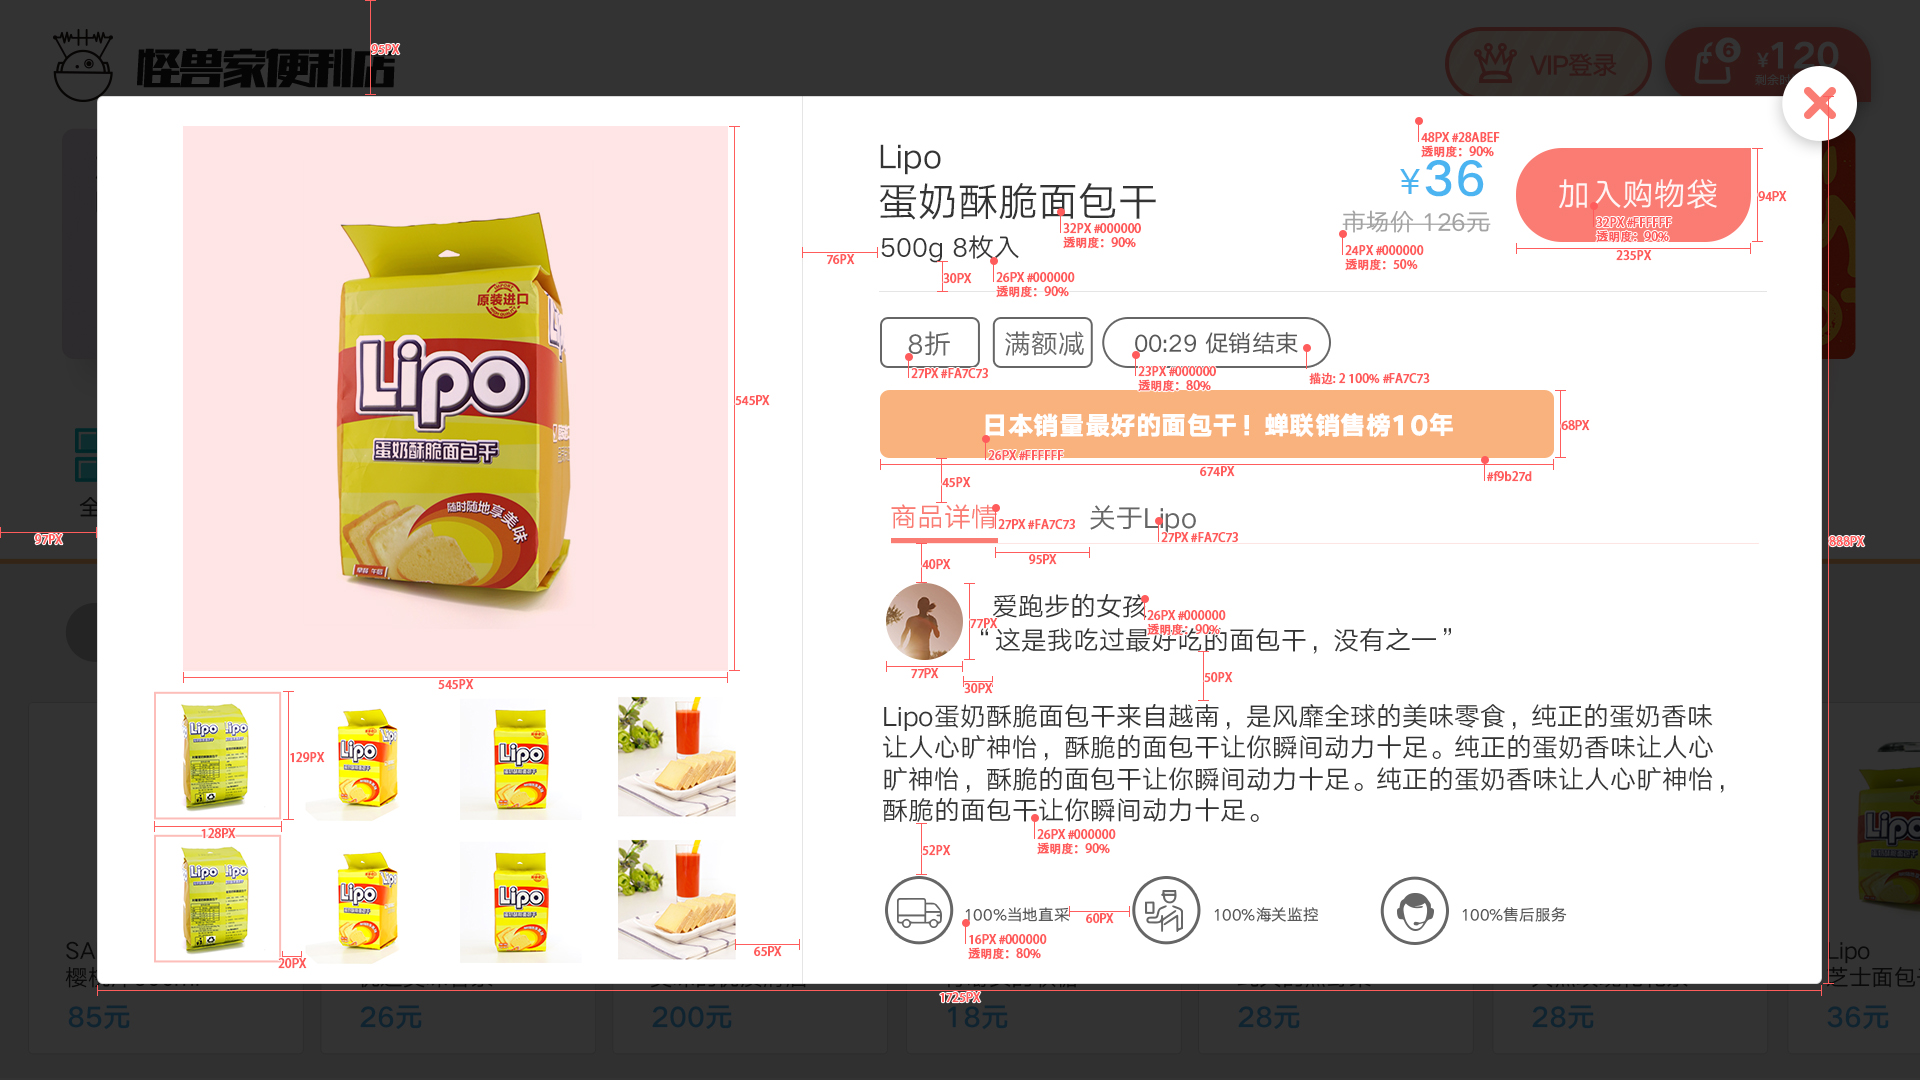 95PX
怪兽家便利店
VIP登录
6
¥120
Lipo
蛋奶酥脆面包干
500g 8枚入
32PX #000000
透明度：90%
26PX #000000
透明度：90%
76PX
30PX
48PX #28ABEF
透明度：90%
¥36
市场价 126元
24PX #000000
透明度：50%
加入购物袋
32PX #FFFFFF
透明度：90%
94PX
235PX
原装进口
Lipo
蛋奶酥脆面包干
随时随地享美味
早餐 午后
545PX
545PX
8折
满额减
00:29 促销结束
27PX #FA7C73
23PX #000000
透明度：80%
描边: 2 100% #FA7C73
日本销量最好的面包干！蝉联销售榜10年
26PX #FFFFFF
68PX
674PX
#f9b27d
45PX
商品详情
27PX #FA7C73
关于Lipo
27PX #FA7C73
95PX
40PX
97PX
全
888PX
爱跑步的女孩
26PX #000000
透明度：90%
“ 这是我吃过最好吃的面包干，没有之一 ”
77PX
77PX
30PX
50PX
Lipo蛋奶酥脆面包干来自越南，是风靡全球的美味零食，纯正的蛋奶香味
让人心旷神怡，酥脆的面包干让你瞬间动力十足。纯正的蛋奶香味让人心
旷神怡，酥脆的面包干让你瞬间动力十足。纯正的蛋奶香味让人心旷神怡，
酥脆的面包干让你瞬间动力十足。
26PX #000000
透明度：90%
52PX
129PX
128PX
20PX
65PX
100%当地直采
60PX
100%海关监控
100%售后服务
16PX #000000
透明度：80%
1725PX
SA
Lipo
芝士面包
85元
26元
200元
18元
28元
28元
36元